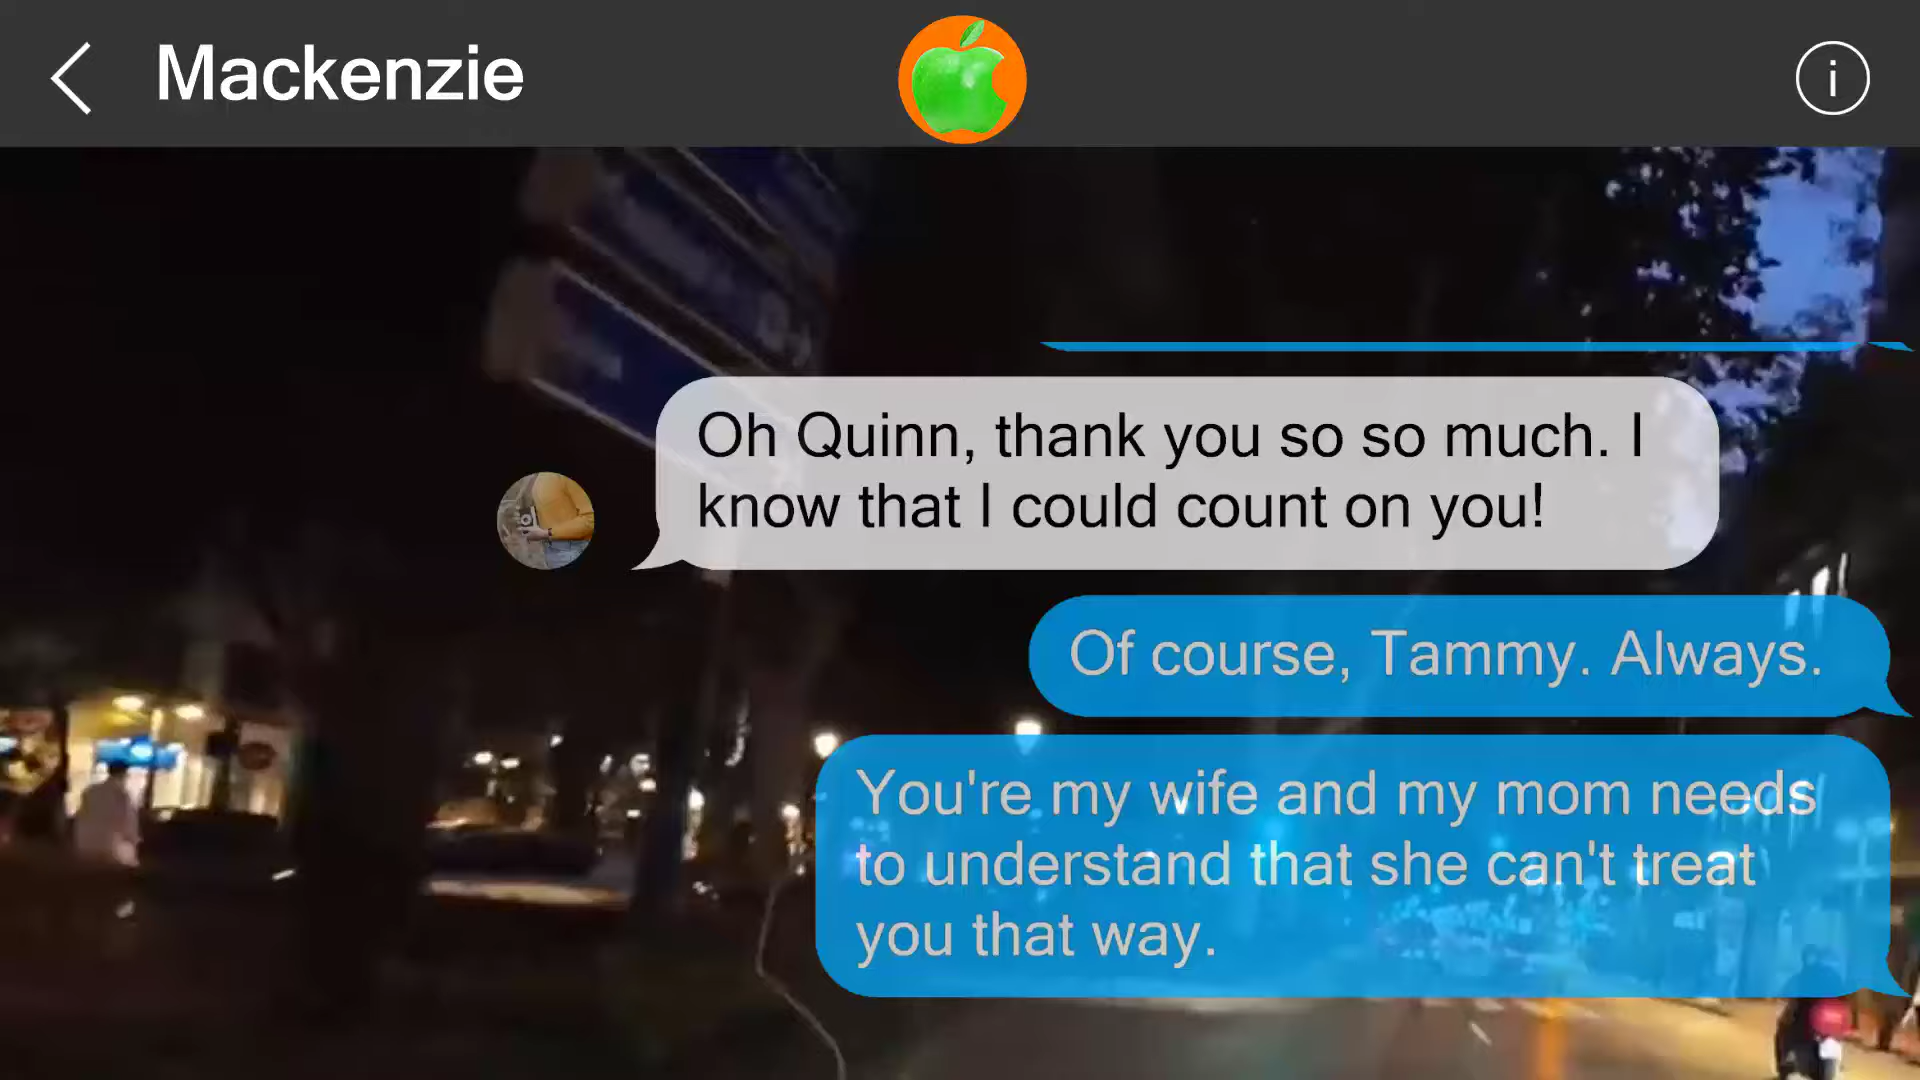 Mackenzie
i
Oh Quinn, thank you so so much. I
know that I could count on you!
Of course, Tammy. Always.
You're my wife and my mom needs
to understand that she can't treat
you that way.